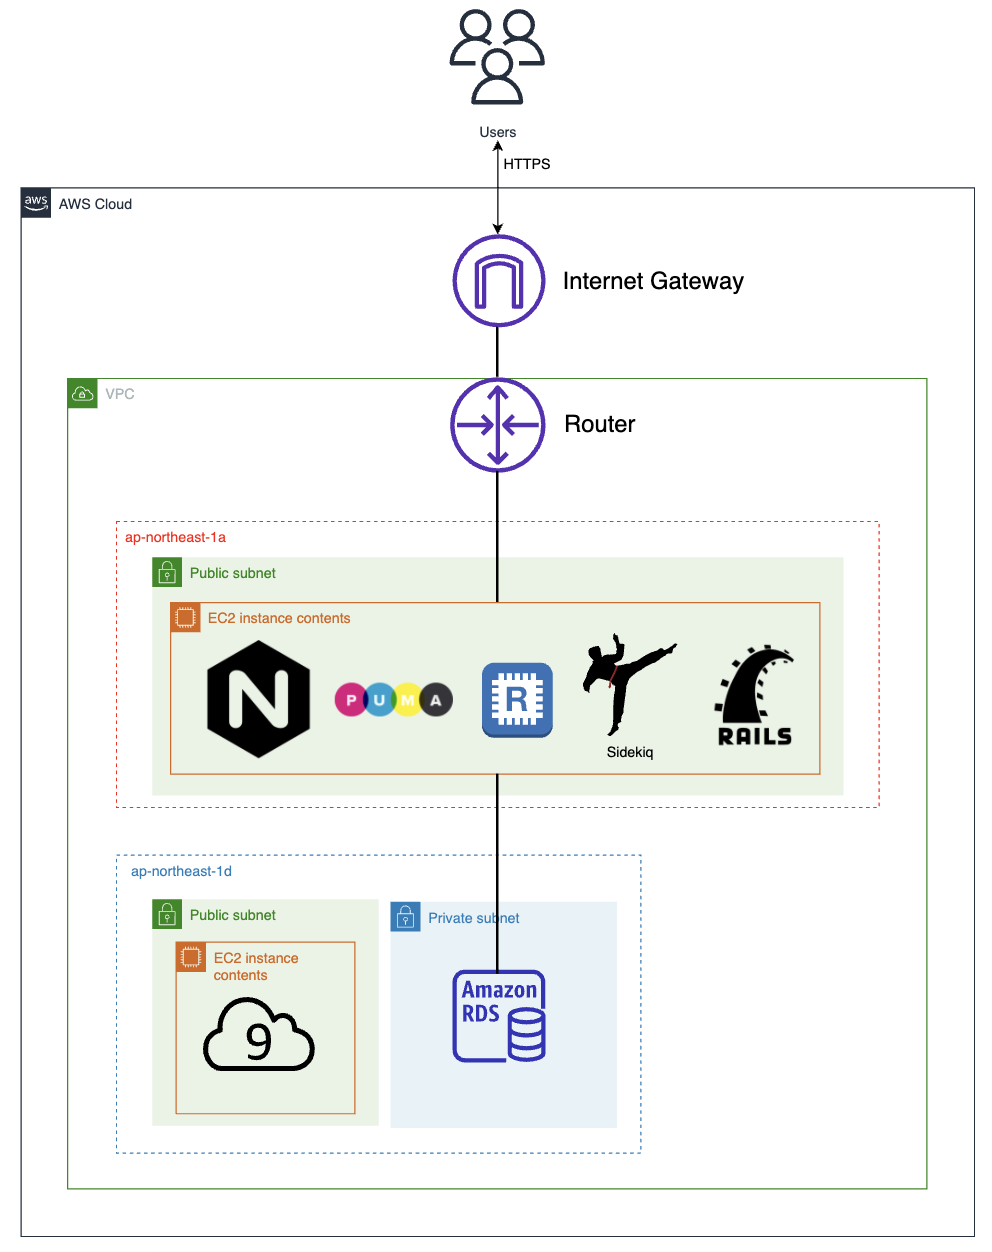 Users
HTTPS
aws
AWS Cloud
Internet Gateway
VPC
Router
ap-northeast-1a
Public subnet
EC2 instance contents
N
PUMA
R
Sidekiq
RAILS
ap-northeast-1d
Public subnet
EC2 instance
contents
9
Private subnet
Amazon
RDS